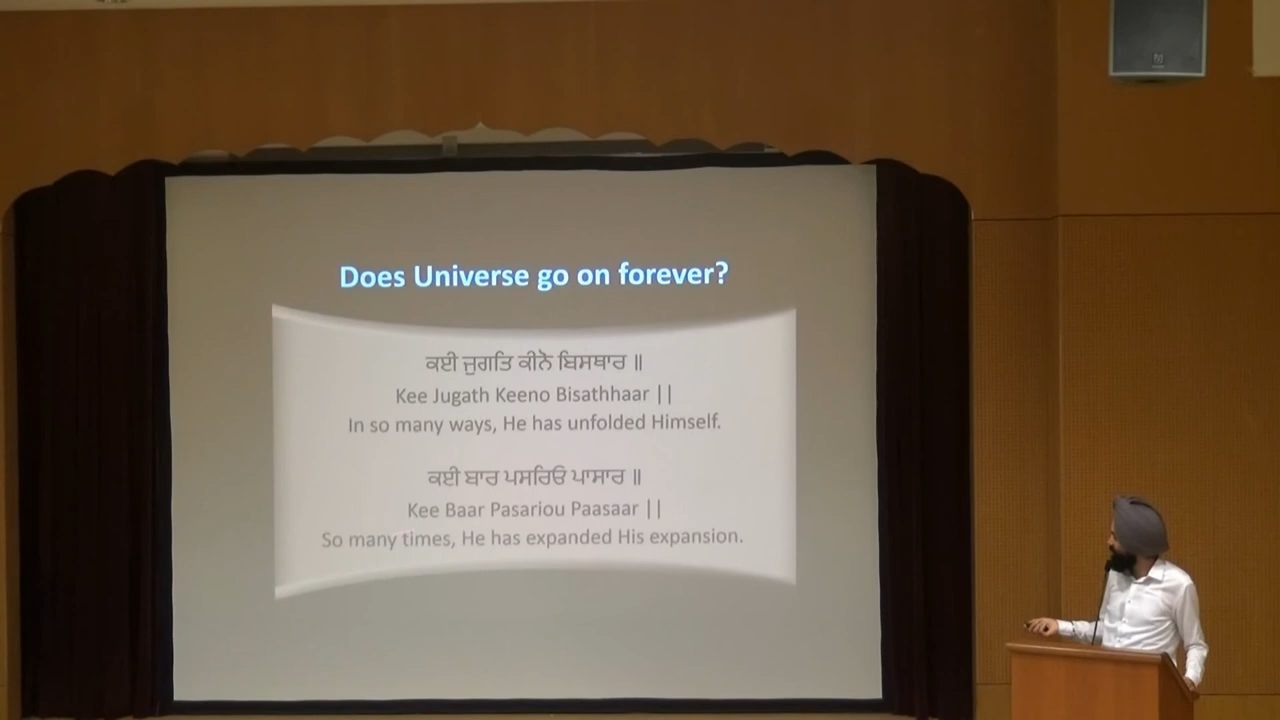 Does Universe go on forever?
ਕਈ ਜੁਗਤਿ ਕੀਨੋ ਬਿਸਥਾਰ ॥
Kee Jugath Keeno Bisathhaar ||
In so many ways, He has unfolded Himself.
ਕਈ ਬਾਰ ਪਸਰਿਓ ਪਾਸਾਰ ॥
Kee Baar Pasariou Paasaar ||
So many times, He has expanded His expansion.